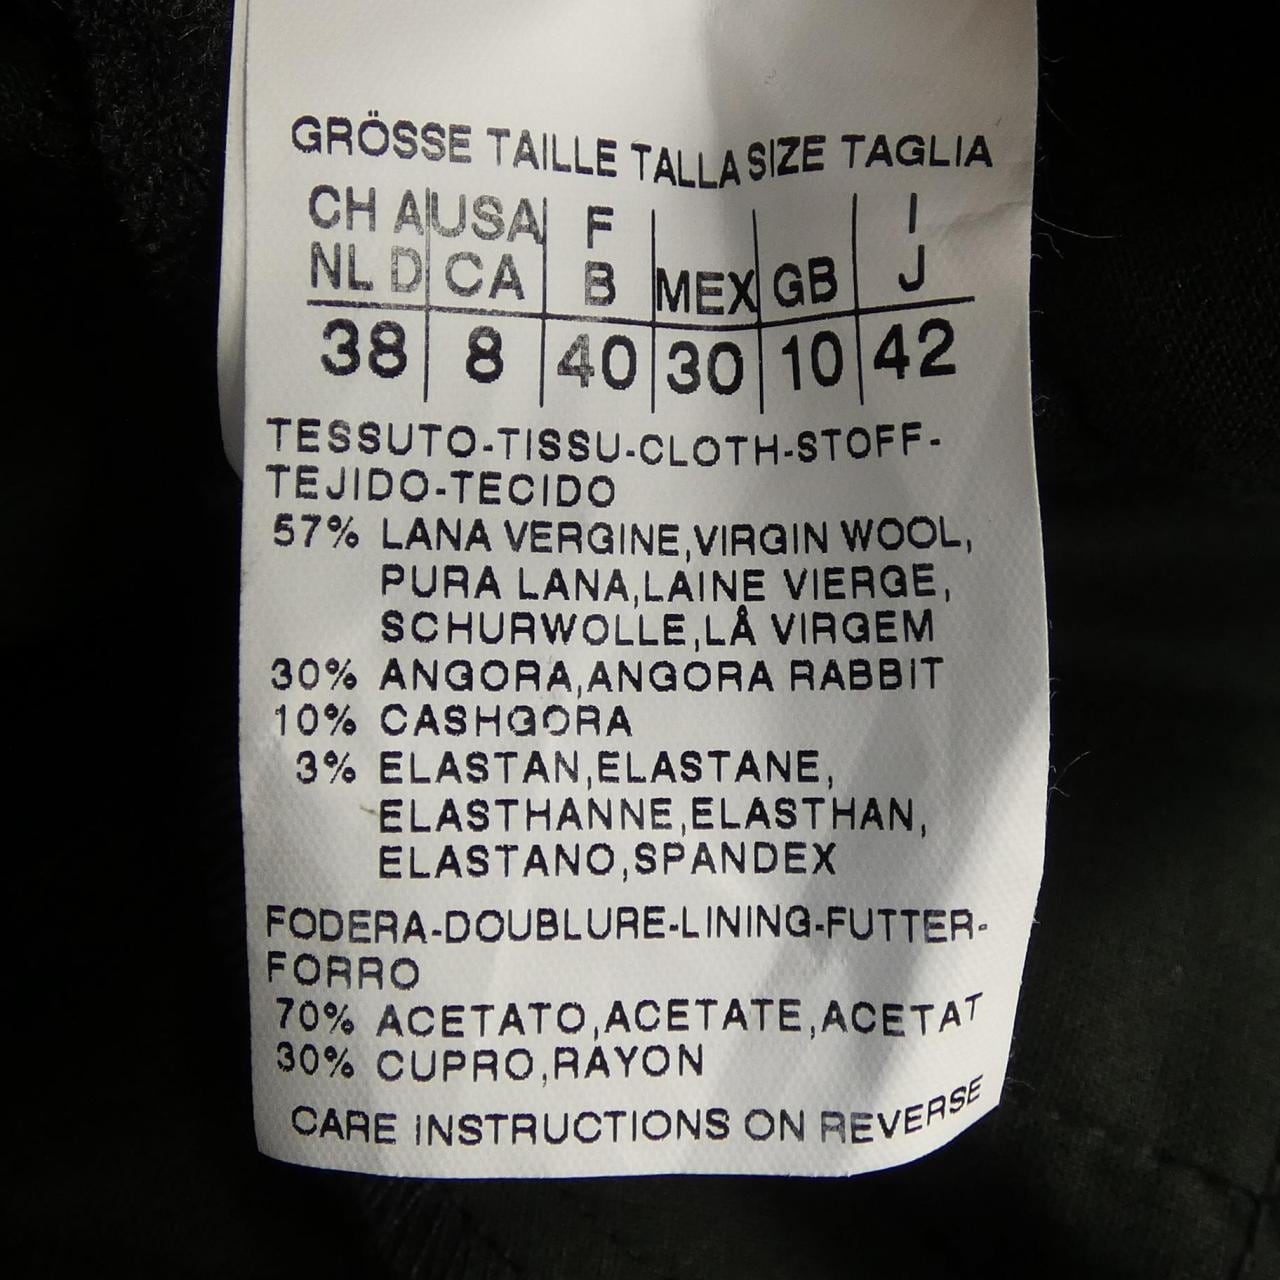 GRÖSSE TAILLE TALLA SIZE TAGLIA
CH A USA F I
NL D CA B MEX GB J
38 8 40 30 10 42
TESSUTO-TISSU-CLOTH-STOFF-
TEJIDO-TECIDO
57% LANA VERGINE,VIRGIN WOOL,
PURA LANA,LAINE VIERGE,
SCHURWOLLE,LÅ VIRGEM
30% ANGORA,ANGORA RABBIT
10% CASHGORA
3% ELASTAN,ELASTANE,
ELASTHANNE,ELASTHAN,
ELASTANO,SPANDEX
FODERA-DOUBLURE-LINING-FUTTER-
FORRO
70% ACETATO,ACETATE,ACETAT
30% CUPRO,RAYON
CARE INSTRUCTIONS ON REVERSE